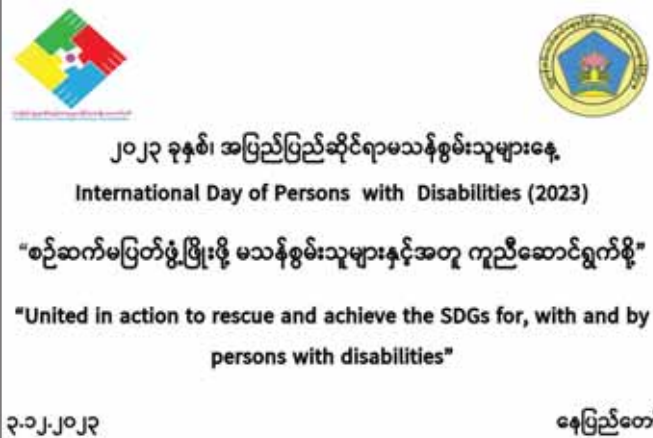 ၂၀၂၃ ခုနှစ်၊ အပြည်ပြည်ဆိုင်ရာမသန်စွမ်းသူများနေ့
International Day of Persons with Disabilities (2023)
“စဉ်ဆက်မပြတ်ဖွံ့ဖြိုးဖို့ မသန်စွမ်းသူများနှင့်အတူ ကူညီဆောင်ရွက်စို့”
“United in action to rescue and achieve the SDGs for, with and by
persons with disabilities”
၃.၁၂.၂၀၂၃ နေပြည်တော်